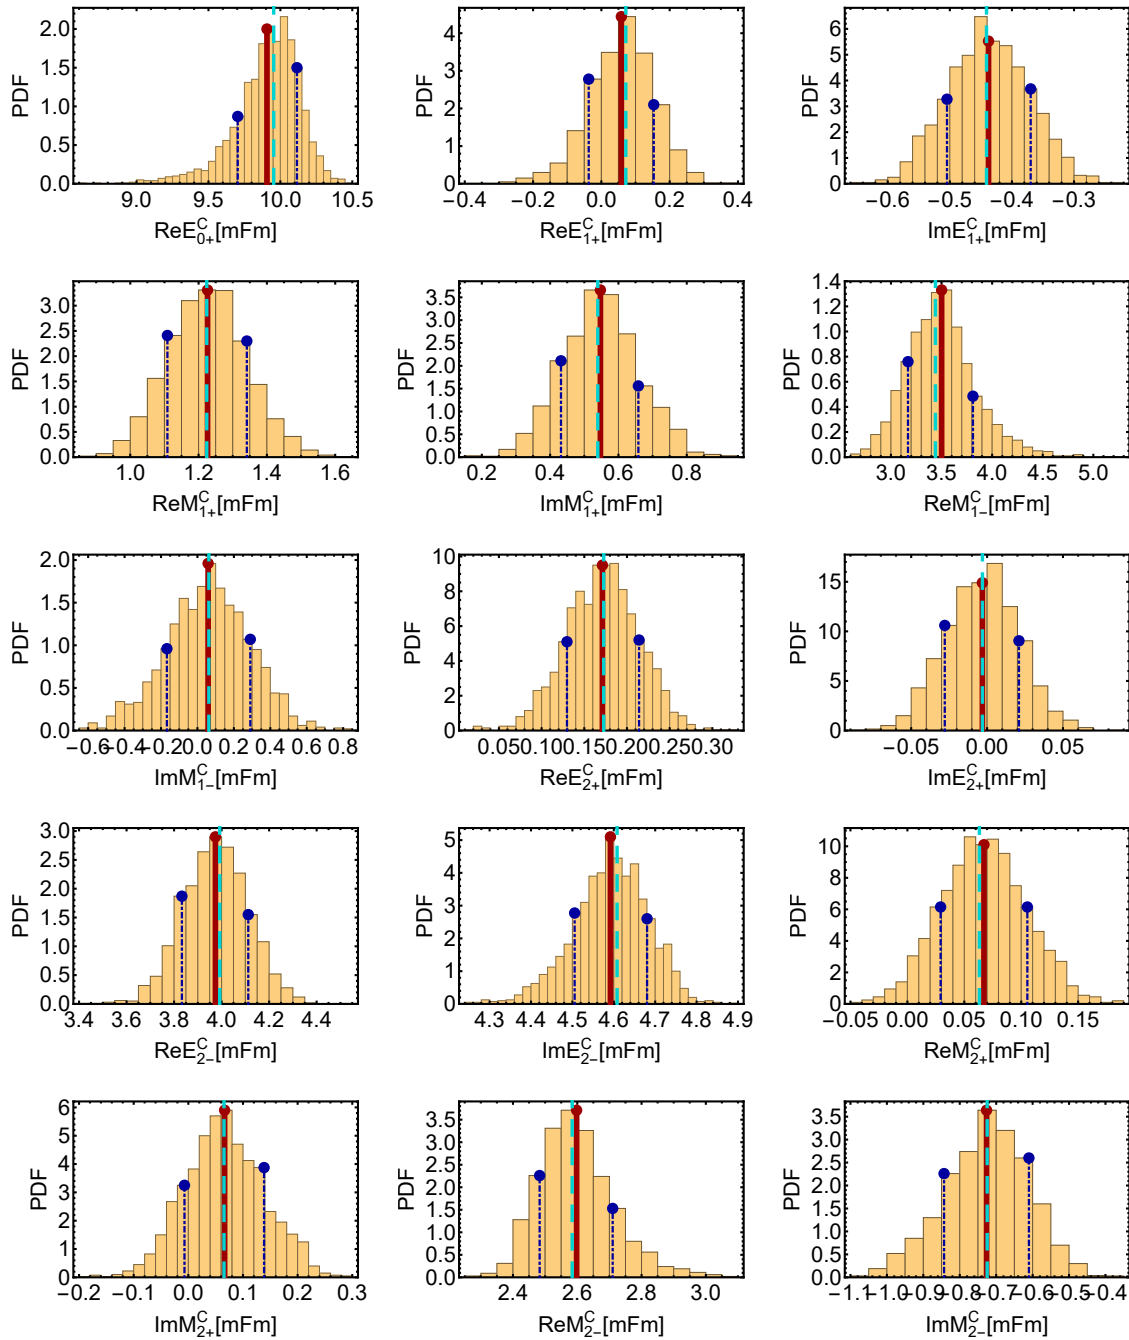 2.0
1.5
1.0
0.5
0.0
PDF
9.0 9.5 10.0 10.5
ReE^C_{0+}[mFm]
4
3
2
1
0
PDF
−0.4 −0.2 0.0 0.2 0.4
ReE^C_{1+}[mFm]
6
5
4
3
2
1
0
PDF
−0.6 −0.5 −0.4 −0.3
ImE^C_{1+}[mFm]
3.0
2.5
2.0
1.5
1.0
0.5
0.0
PDF
1.0 1.2 1.4 1.6
ReM^C_{1+}[mFm]
3.5
3.0
2.5
2.0
1.5
1.0
0.5
0.0
PDF
0.2 0.4 0.6 0.8
ImM^C_{1+}[mFm]
1.4
1.2
1.0
0.8
0.6
0.4
0.2
0.0
PDF
3.0 3.5 4.0 4.5 5.0
ReM^C_{1−}[mFm]
2.0
1.5
1.0
0.5
0.0
PDF
−0.6 −0.4 −0.2 0.0 0.2 0.4 0.6 0.8
ImM^C_{1−}[mFm]
10
8
6
4
2
0
PDF
0.05 0.10 0.15 0.20 0.25 0.30
ReE^C_{2+}[mFm]
15
10
5
0
PDF
−0.05 0.00 0.05
ImE^C_{2+}[mFm]
3.0
2.5
2.0
1.5
1.0
0.5
0.0
PDF
3.4 3.6 3.8 4.0 4.2 4.4
ReE^C_{2−}[mFm]
5
4
3
2
1
0
PDF
4.3 4.4 4.5 4.6 4.7 4.8 4.9
ImE^C_{2−}[mFm]
10
8
6
4
2
0
PDF
−0.05 0.00 0.05 0.10 0.15
ReM^C_{2+}[mFm]
6
5
4
3
2
1
0
PDF
−0.2 −0.1 0.0 0.1 0.2 0.3
ImM^C_{2+}[mFm]
3.5
3.0
2.5
2.0
1.5
1.0
0.5
0.0
PDF
2.4 2.6 2.8 3.0
ReM^C_{2−}[mFm]
3.5
3.0
2.5
2.0
1.5
1.0
0.5
0.0
PDF
−1.1 −1.0 −0.9 −0.8 −0.7 −0.6 −0.5 −0.4
ImM^C_{2−}[mFm]